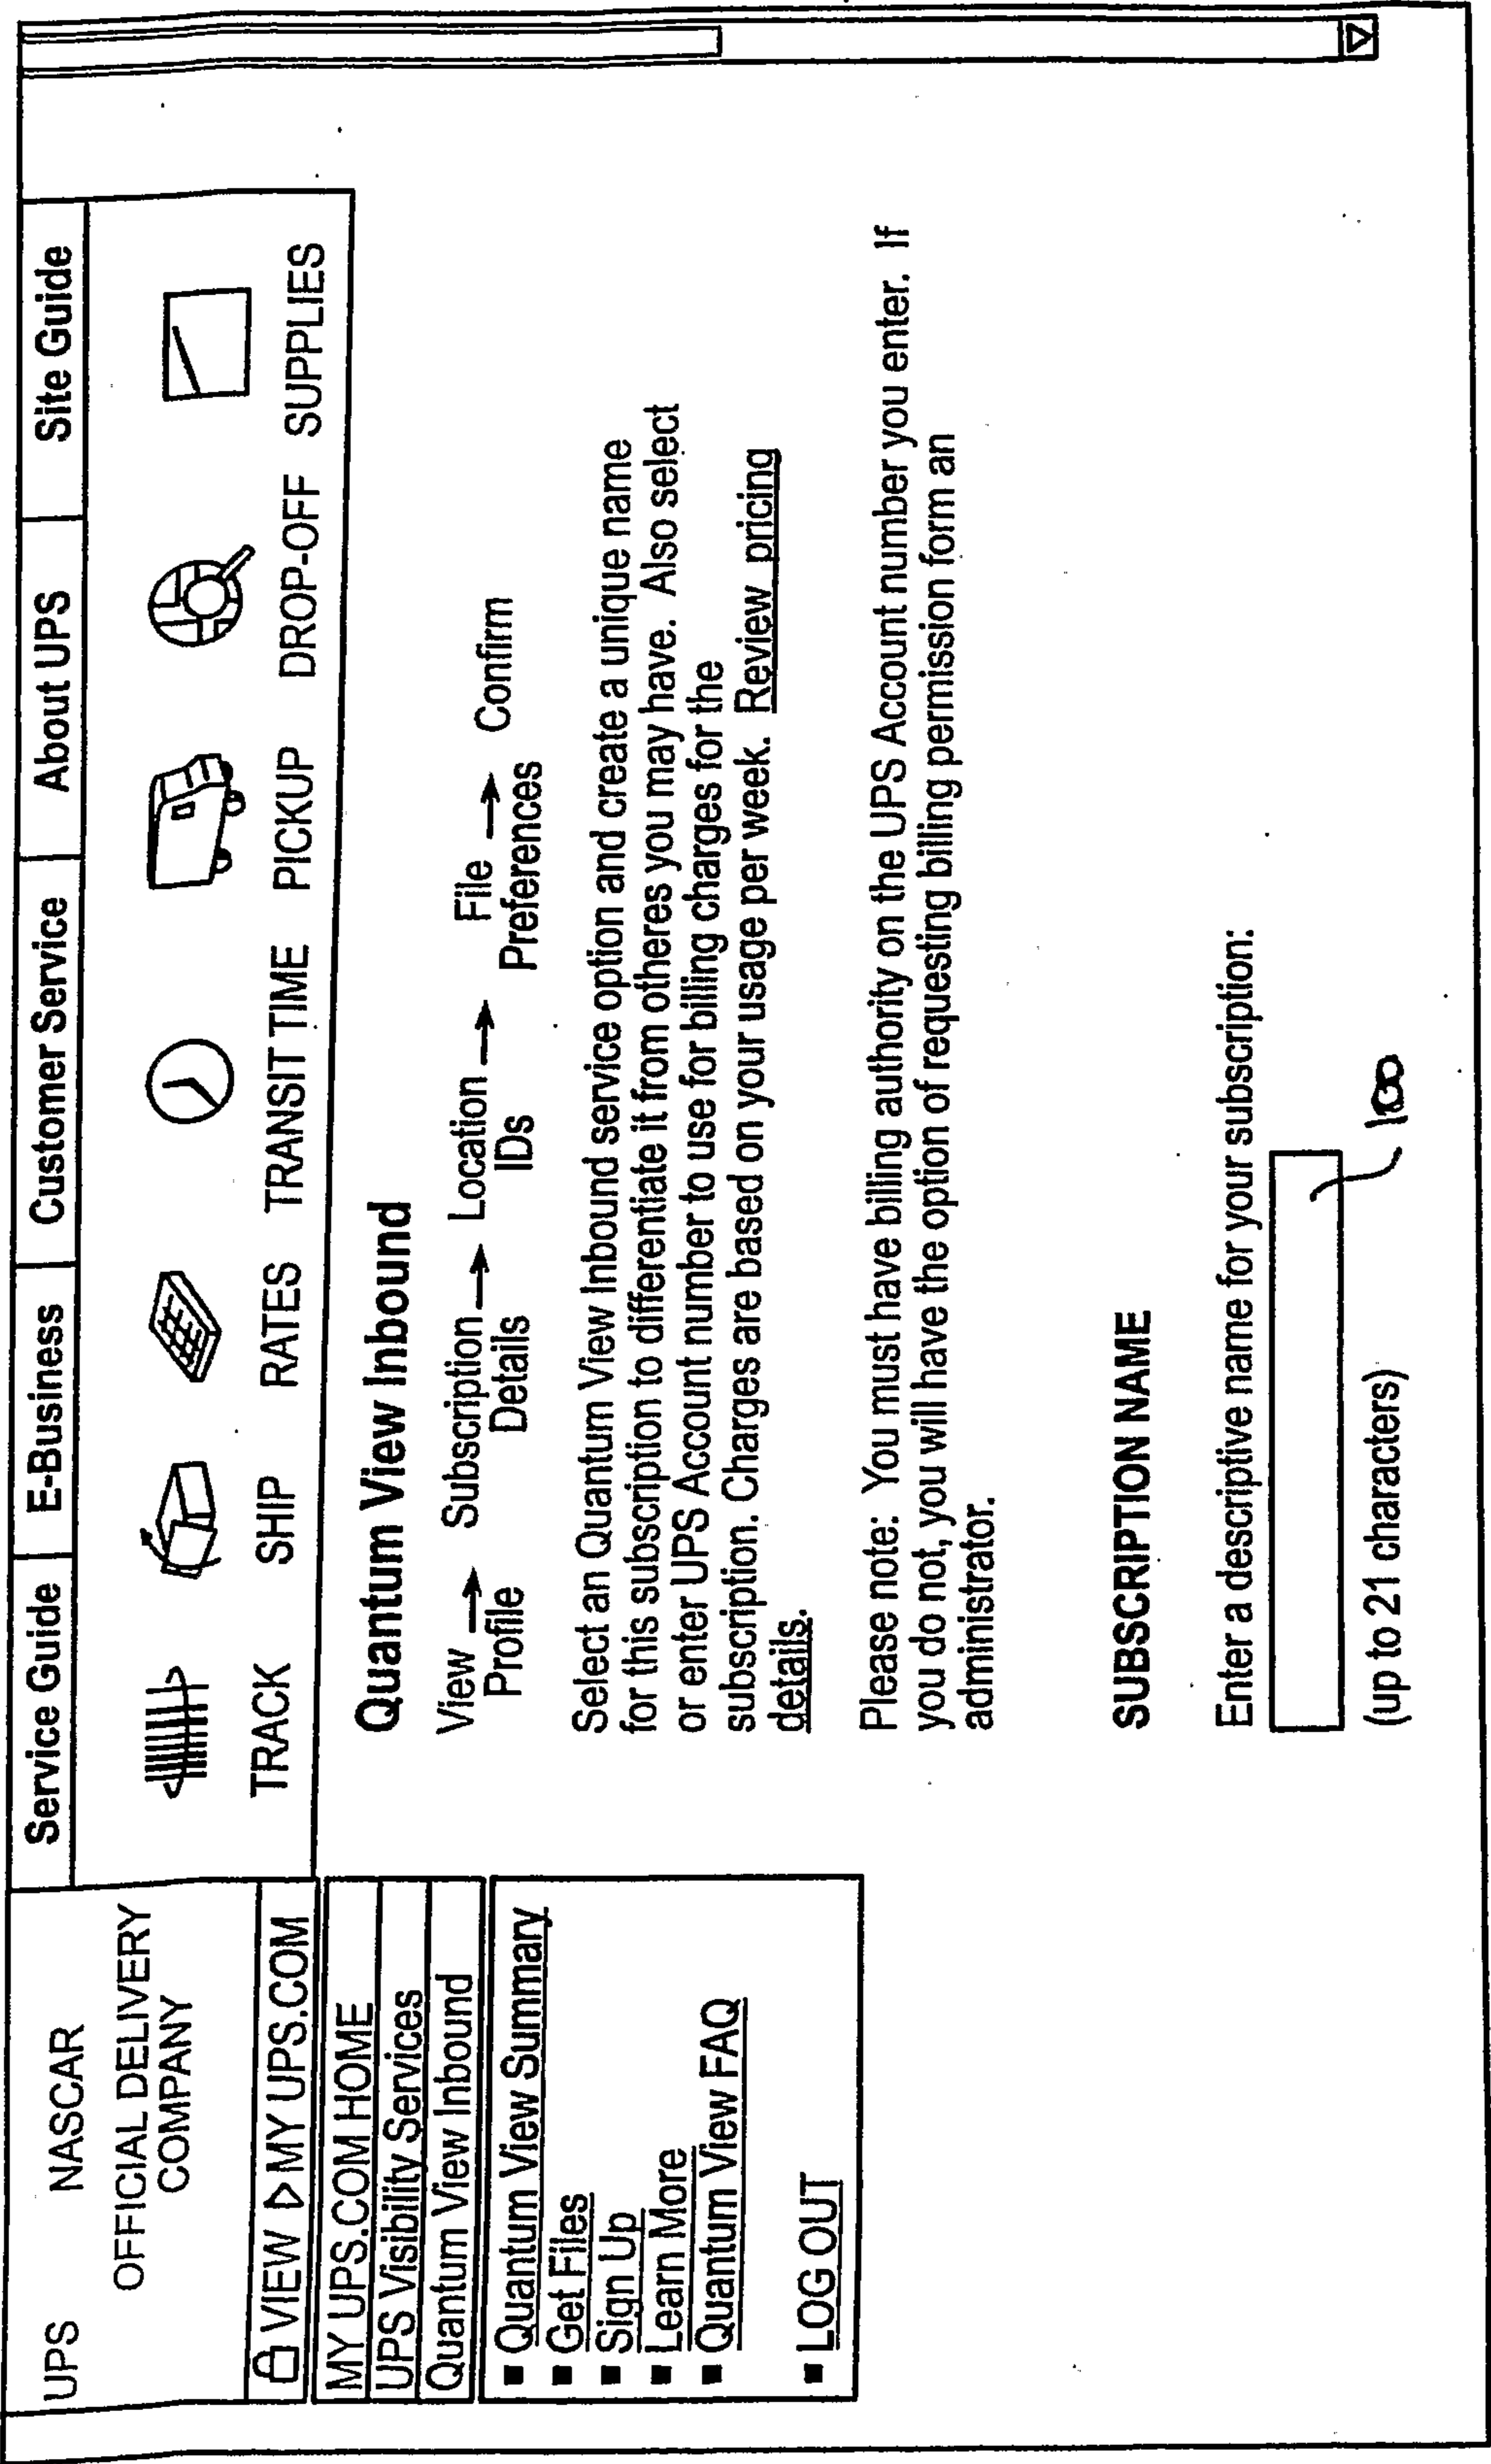 UPS NASCAR
OFFICIAL DELIVERY
COMPANY
Service Guide E-Business Customer Service About UPS Site Guide
TRACK SHIP RATES TRANSIT TIME PICKUP DROP-OFF SUPPLIES
VIEW MY UPS.COM
MY UPS.COM HOME
UPS Visibility Services
Quantum View Inbound
▪ Quantum View Summary
▪ Get Files
▪ Sign Up
▪ Learn More
▪ Quantum View FAQ
▪ LOG OUT
Quantum View Inbound
View → Subscription → Location → File → Confirm
Profile Details IDs Preferences
Select an Quantum View Inbound service option and create a unique name
for this subscription to differentiate it from otheres you may have. Also select
or enter UPS Account number to use for billing charges for the
subscription. Charges are based on your usage per week. Review pricing
details.
Please note: You must have billing authority on the UPS Account number you enter. If
you do not, you will have the option of requesting billing permission form an
administrator.
SUBSCRIPTION NAME
Enter a descriptive name for your subscription:
100
(up to 21 characters)